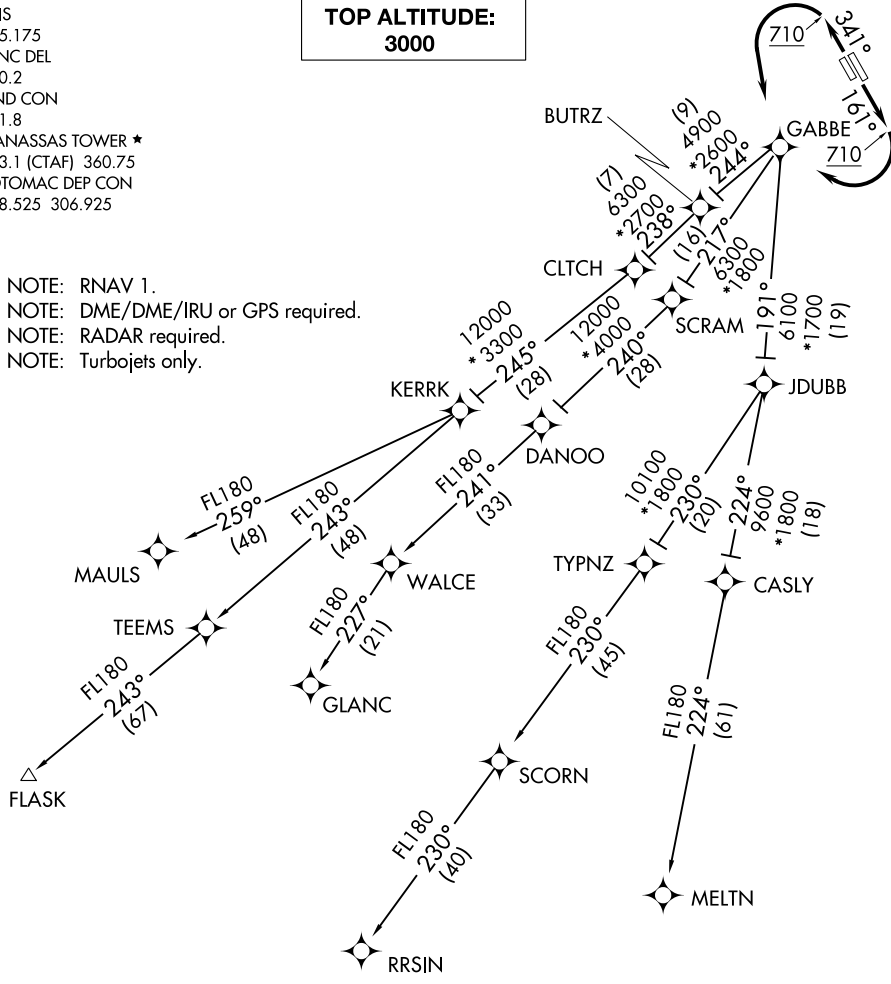 TOP ALTITUDE:
3000
5.175
NC DEL
0.2
ND CON
1.8
ANASSAS TOWER ★
3.1 (CTAF) 360.75
OTOMAC DEP CON
8.525 306.925
NOTE: RNAV 1.
NOTE: DME/DME/IRU or GPS required.
NOTE: RADAR required.
NOTE: Turbojets only.
341°
710
161°
710
GABBE
BUTRZ
(9)
4900
*2600
244°
(7)
6300
*2700
238°
CLTCH
(16)
217°
6300
*1800
SCRAM
191°
6100
*1700
(19)
JDUBB
12000
*3300
245°
(28)
KERRK
12000
*4000
240°
(28)
DANOO
FL180
259°
(48)
MAULS
FL180
243°
(48)
TEEMS
FL180
243°
(67)
FLASK
FL180
241°
(33)
WALCE
FL180
227°
(21)
GLANC
10100
*1800
230°
(20)
TYPNZ
224°
9600
*1800
(18)
CASLY
FL180
230°
(45)
SCORN
FL180
230°
(40)
RRSIN
FL180
224°
(61)
MELTN